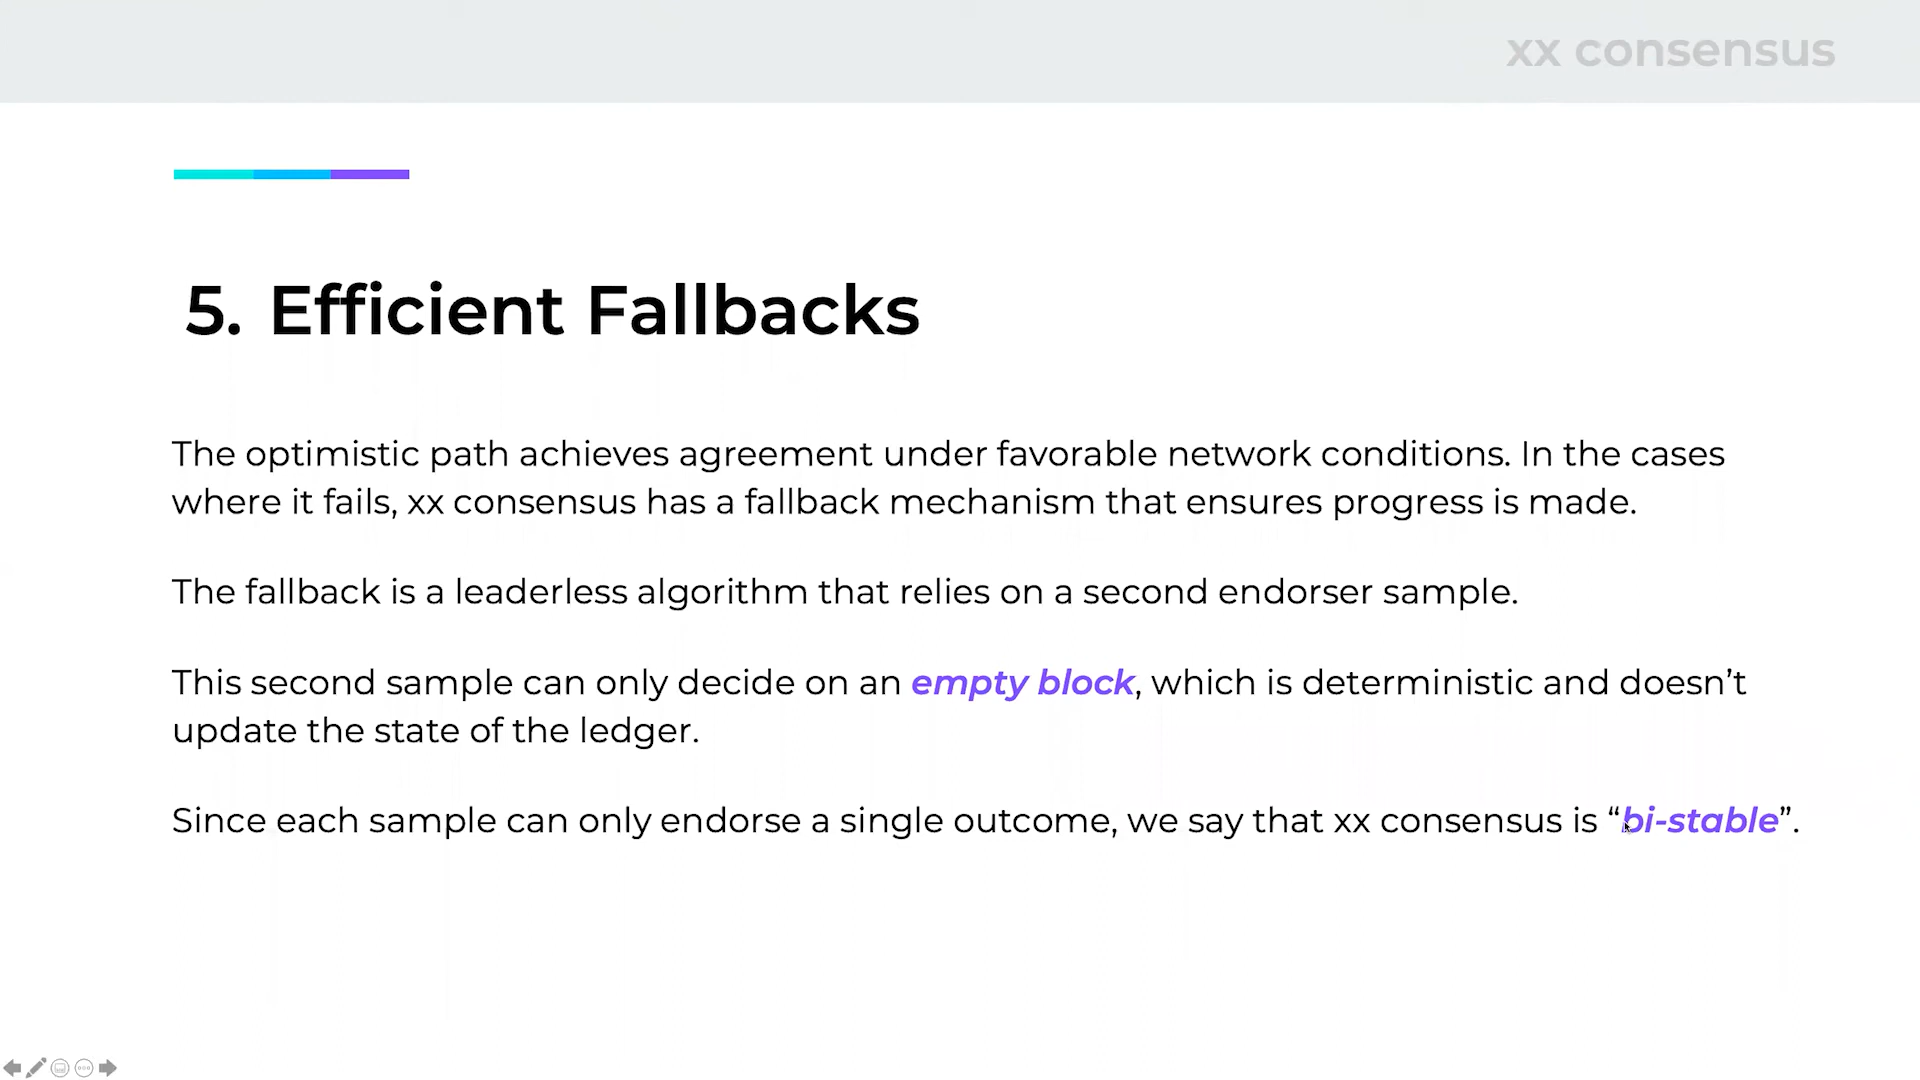 xx consensus
5. Efficient Fallbacks
The optimistic path achieves agreement under favorable network conditions. In the cases
where it fails, xx consensus has a fallback mechanism that ensures progress is made.
The fallback is a leaderless algorithm that relies on a second endorser sample.
This second sample can only decide on an empty block, which is deterministic and doesn’t
update the state of the ledger.
Since each sample can only endorse a single outcome, we say that xx consensus is “bi-stable”.